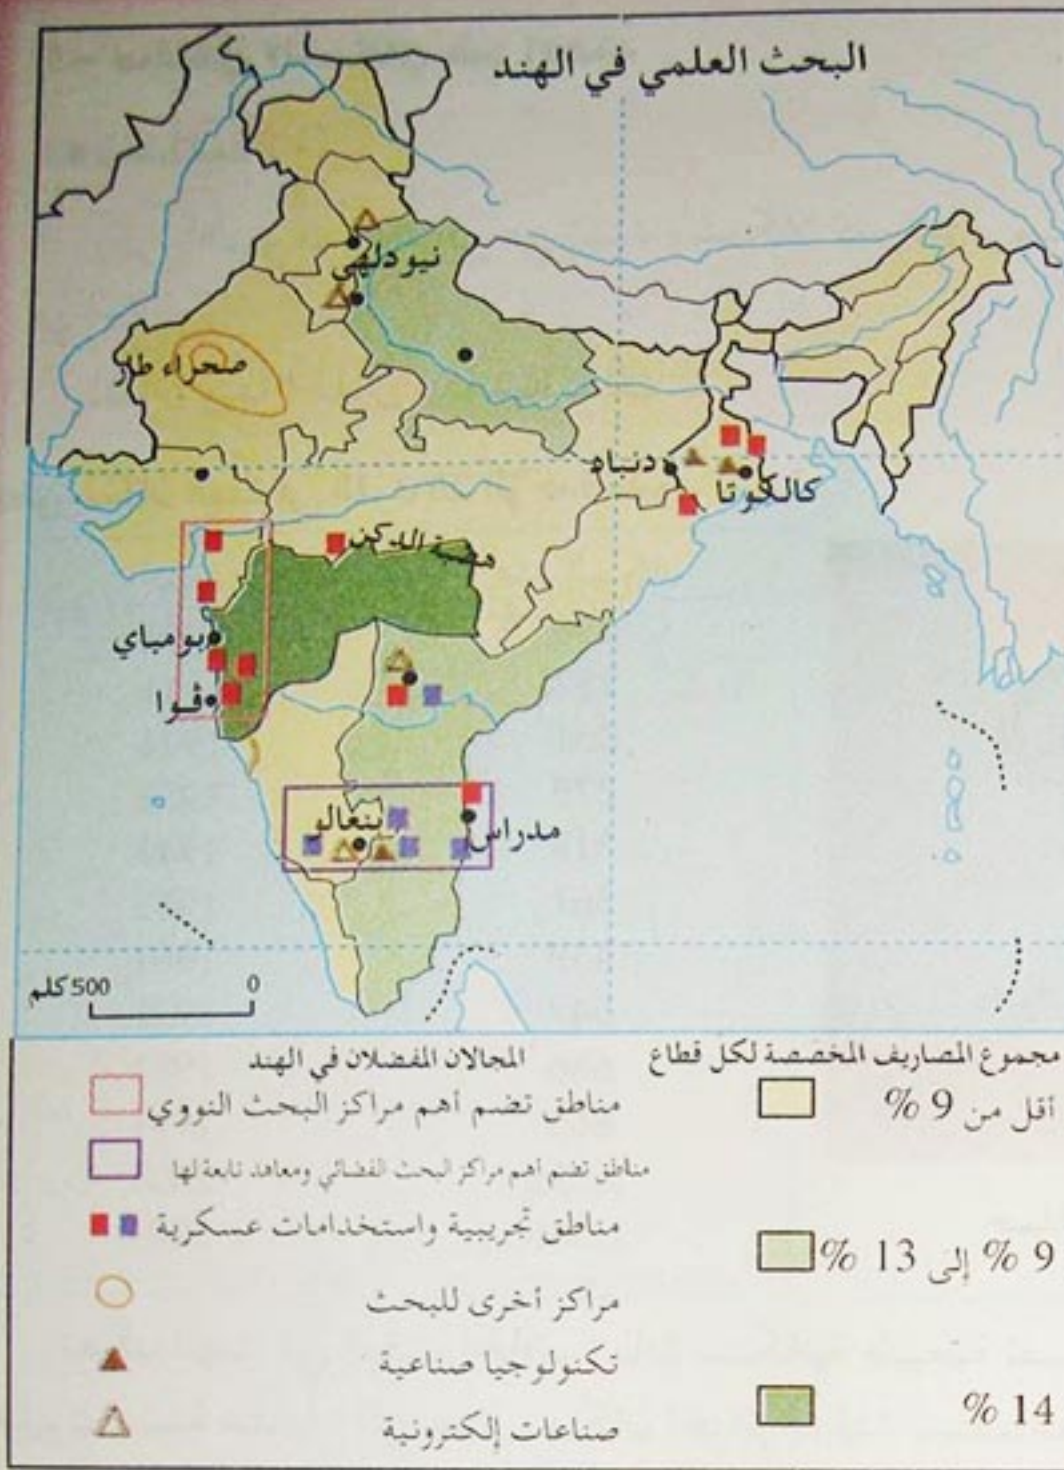 البحث العلمي في الهند
نيودلهي
صحراء طار
دنباد
كالكوتا
هضبة الدكن
بومباي
ڤوا
بنغالو
مدراس
500 كلم
0
مجموع المصاريف المخصصة لكل قطاع
أقل من 9 %
9 % إلى 13 %
14 %
المجالان المفضلان في الهند
مناطق تضم أهم مراكز البحث النووي
مناطق تضم أهم مراكز البحث الفضائي ومعاهد تابعة لها
مناطق تجريبية واستخدامات عسكرية
مراكز أخرى للبحث
تكنولوجيا صناعية
صناعات إلكترونية